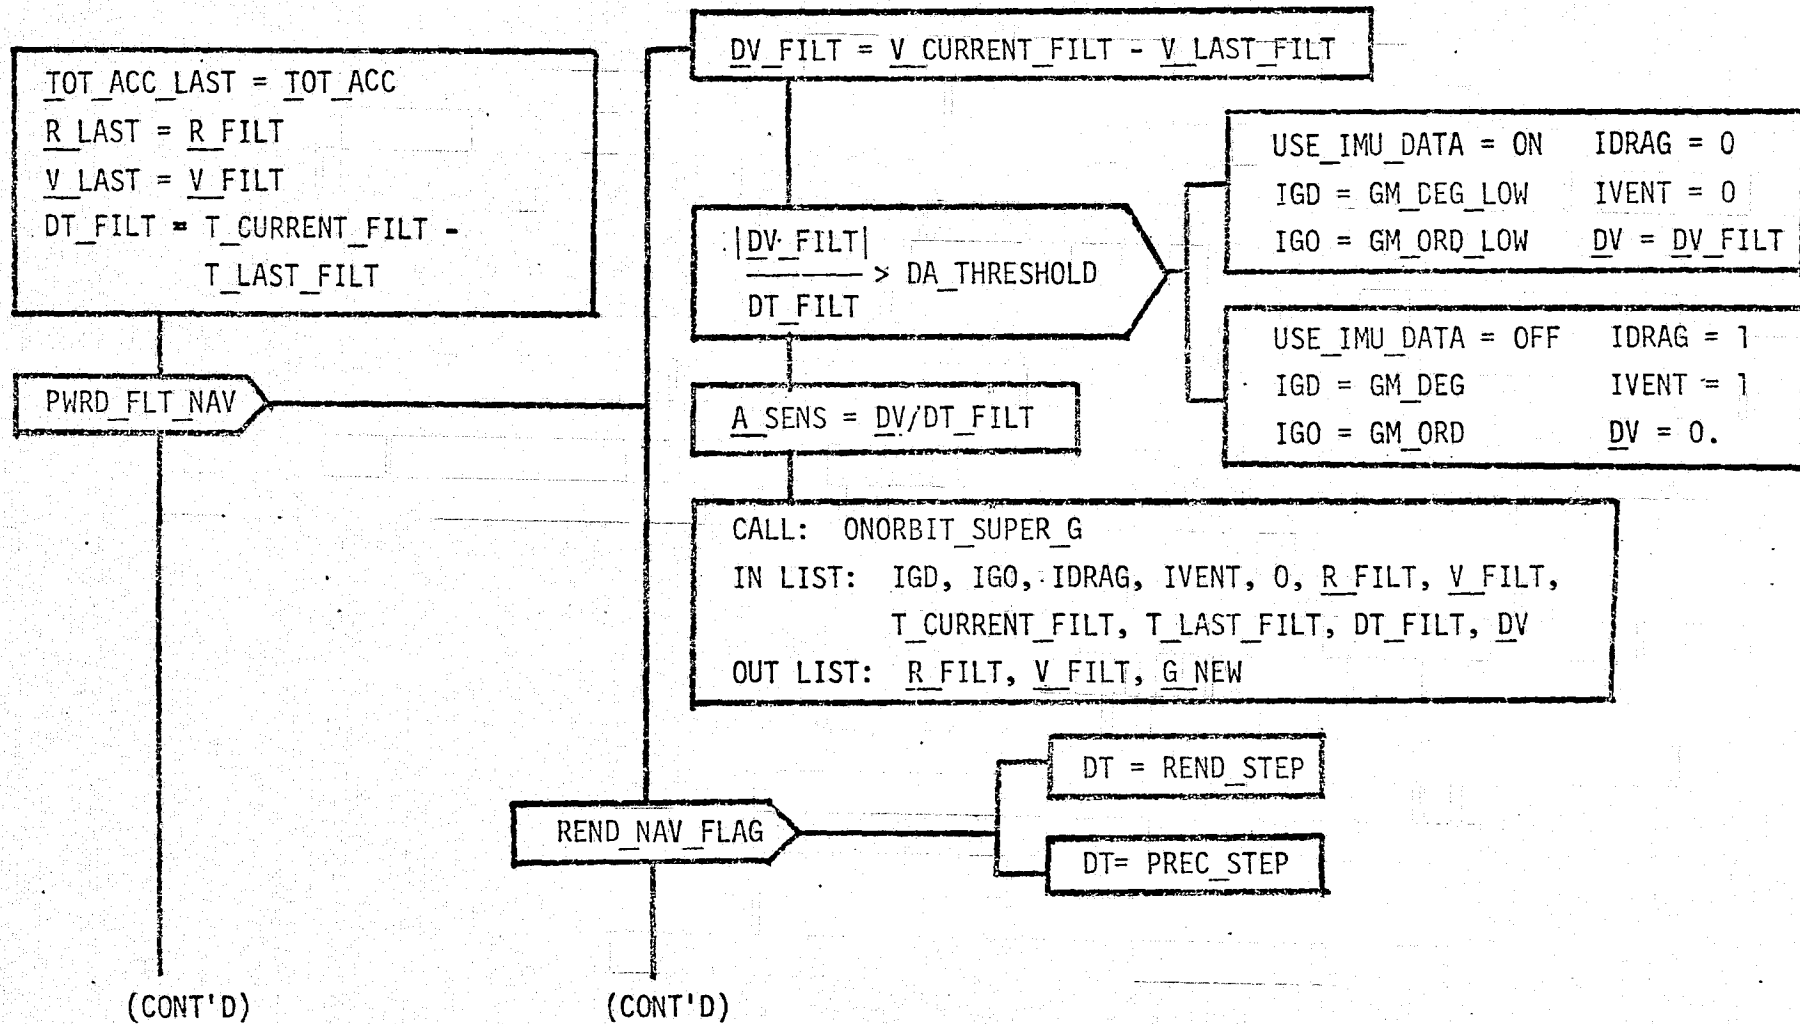 TOT_ACC_LAST = TOT_ACC
R_LAST = R_FILT
V_LAST = V_FILT
DT_FILT = T_CURRENT_FILT -
T_LAST_FILT
PWRD_FLT_NAV
(CONT'D)
DV_FILT = V_CURRENT_FILT - V_LAST_FILT
|DV_FILT|
> DA_THRESHOLD
DT_FILT
USE_IMU_DATA = ON IDRAG = 0
IGD = GM_DEG_LOW IVENT = 0
IGO = GM_ORD_LOW DV = DV_FILT
USE_IMU_DATA = OFF IDRAG = 1
IGD = GM_DEG IVENT = 1
IGO = GM_ORD DV = 0.
A_SENS = DV/DT_FILT
CALL: ONORBIT_SUPER_G
IN LIST: IGD, IGO, IDRAG, IVENT, 0, R_FILT, V_FILT,
T_CURRENT_FILT, T_LAST_FILT, DT_FILT, DV
OUT LIST: R_FILT, V_FILT, G_NEW
REND_NAV_FLAG
DT = REND_STEP
DT= PREC_STEP
(CONT'D)